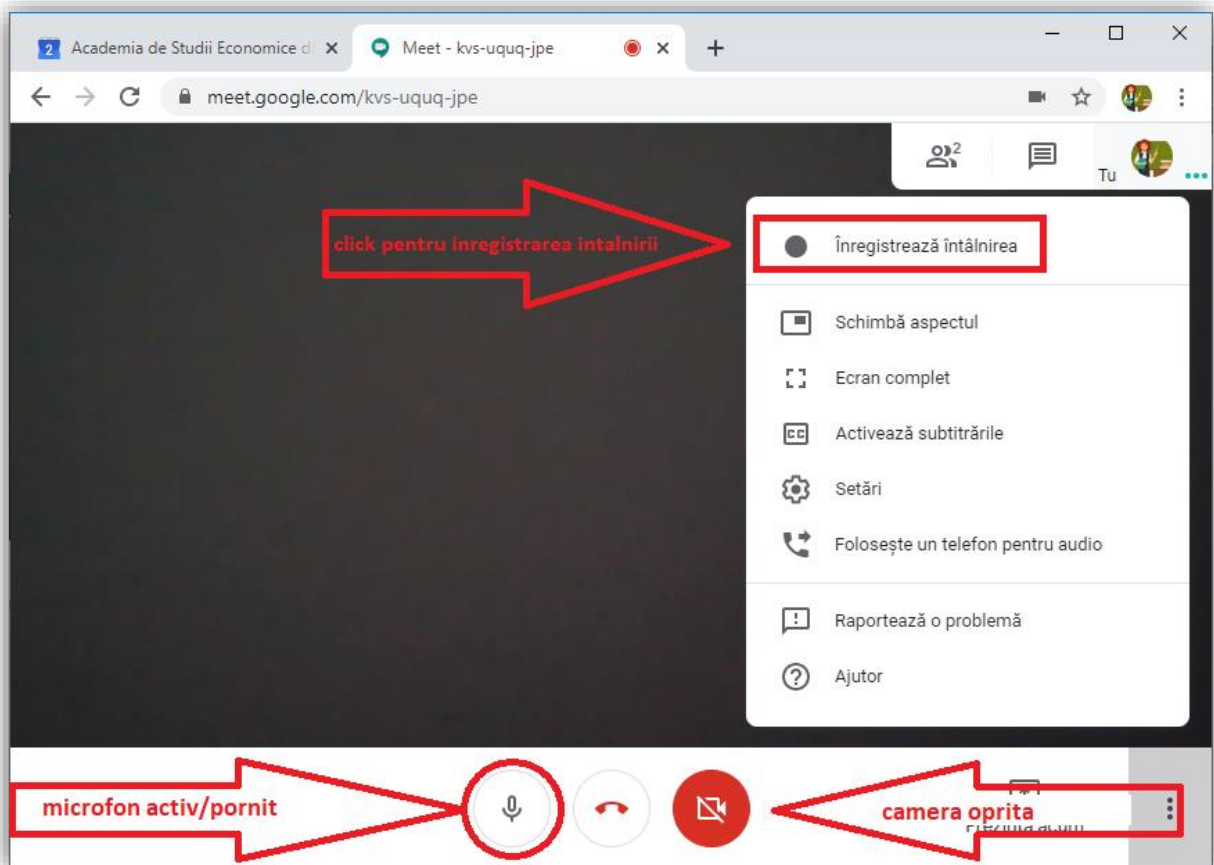 Academia de Studii Economice d
Meet - kvs-uquq-jpe
meet.google.com/kvs-uquq-jpe
2
Tu
click pentru inregistrarea intalnirii
Înregistrează întâlnirea
Schimbă aspectul
Ecran complet
Activează subtitrările
Setări
Folosește un telefon pentru audio
Raportează o problemă
Ajutor
microfon activ/pornit
camera oprita
Prezintă acum